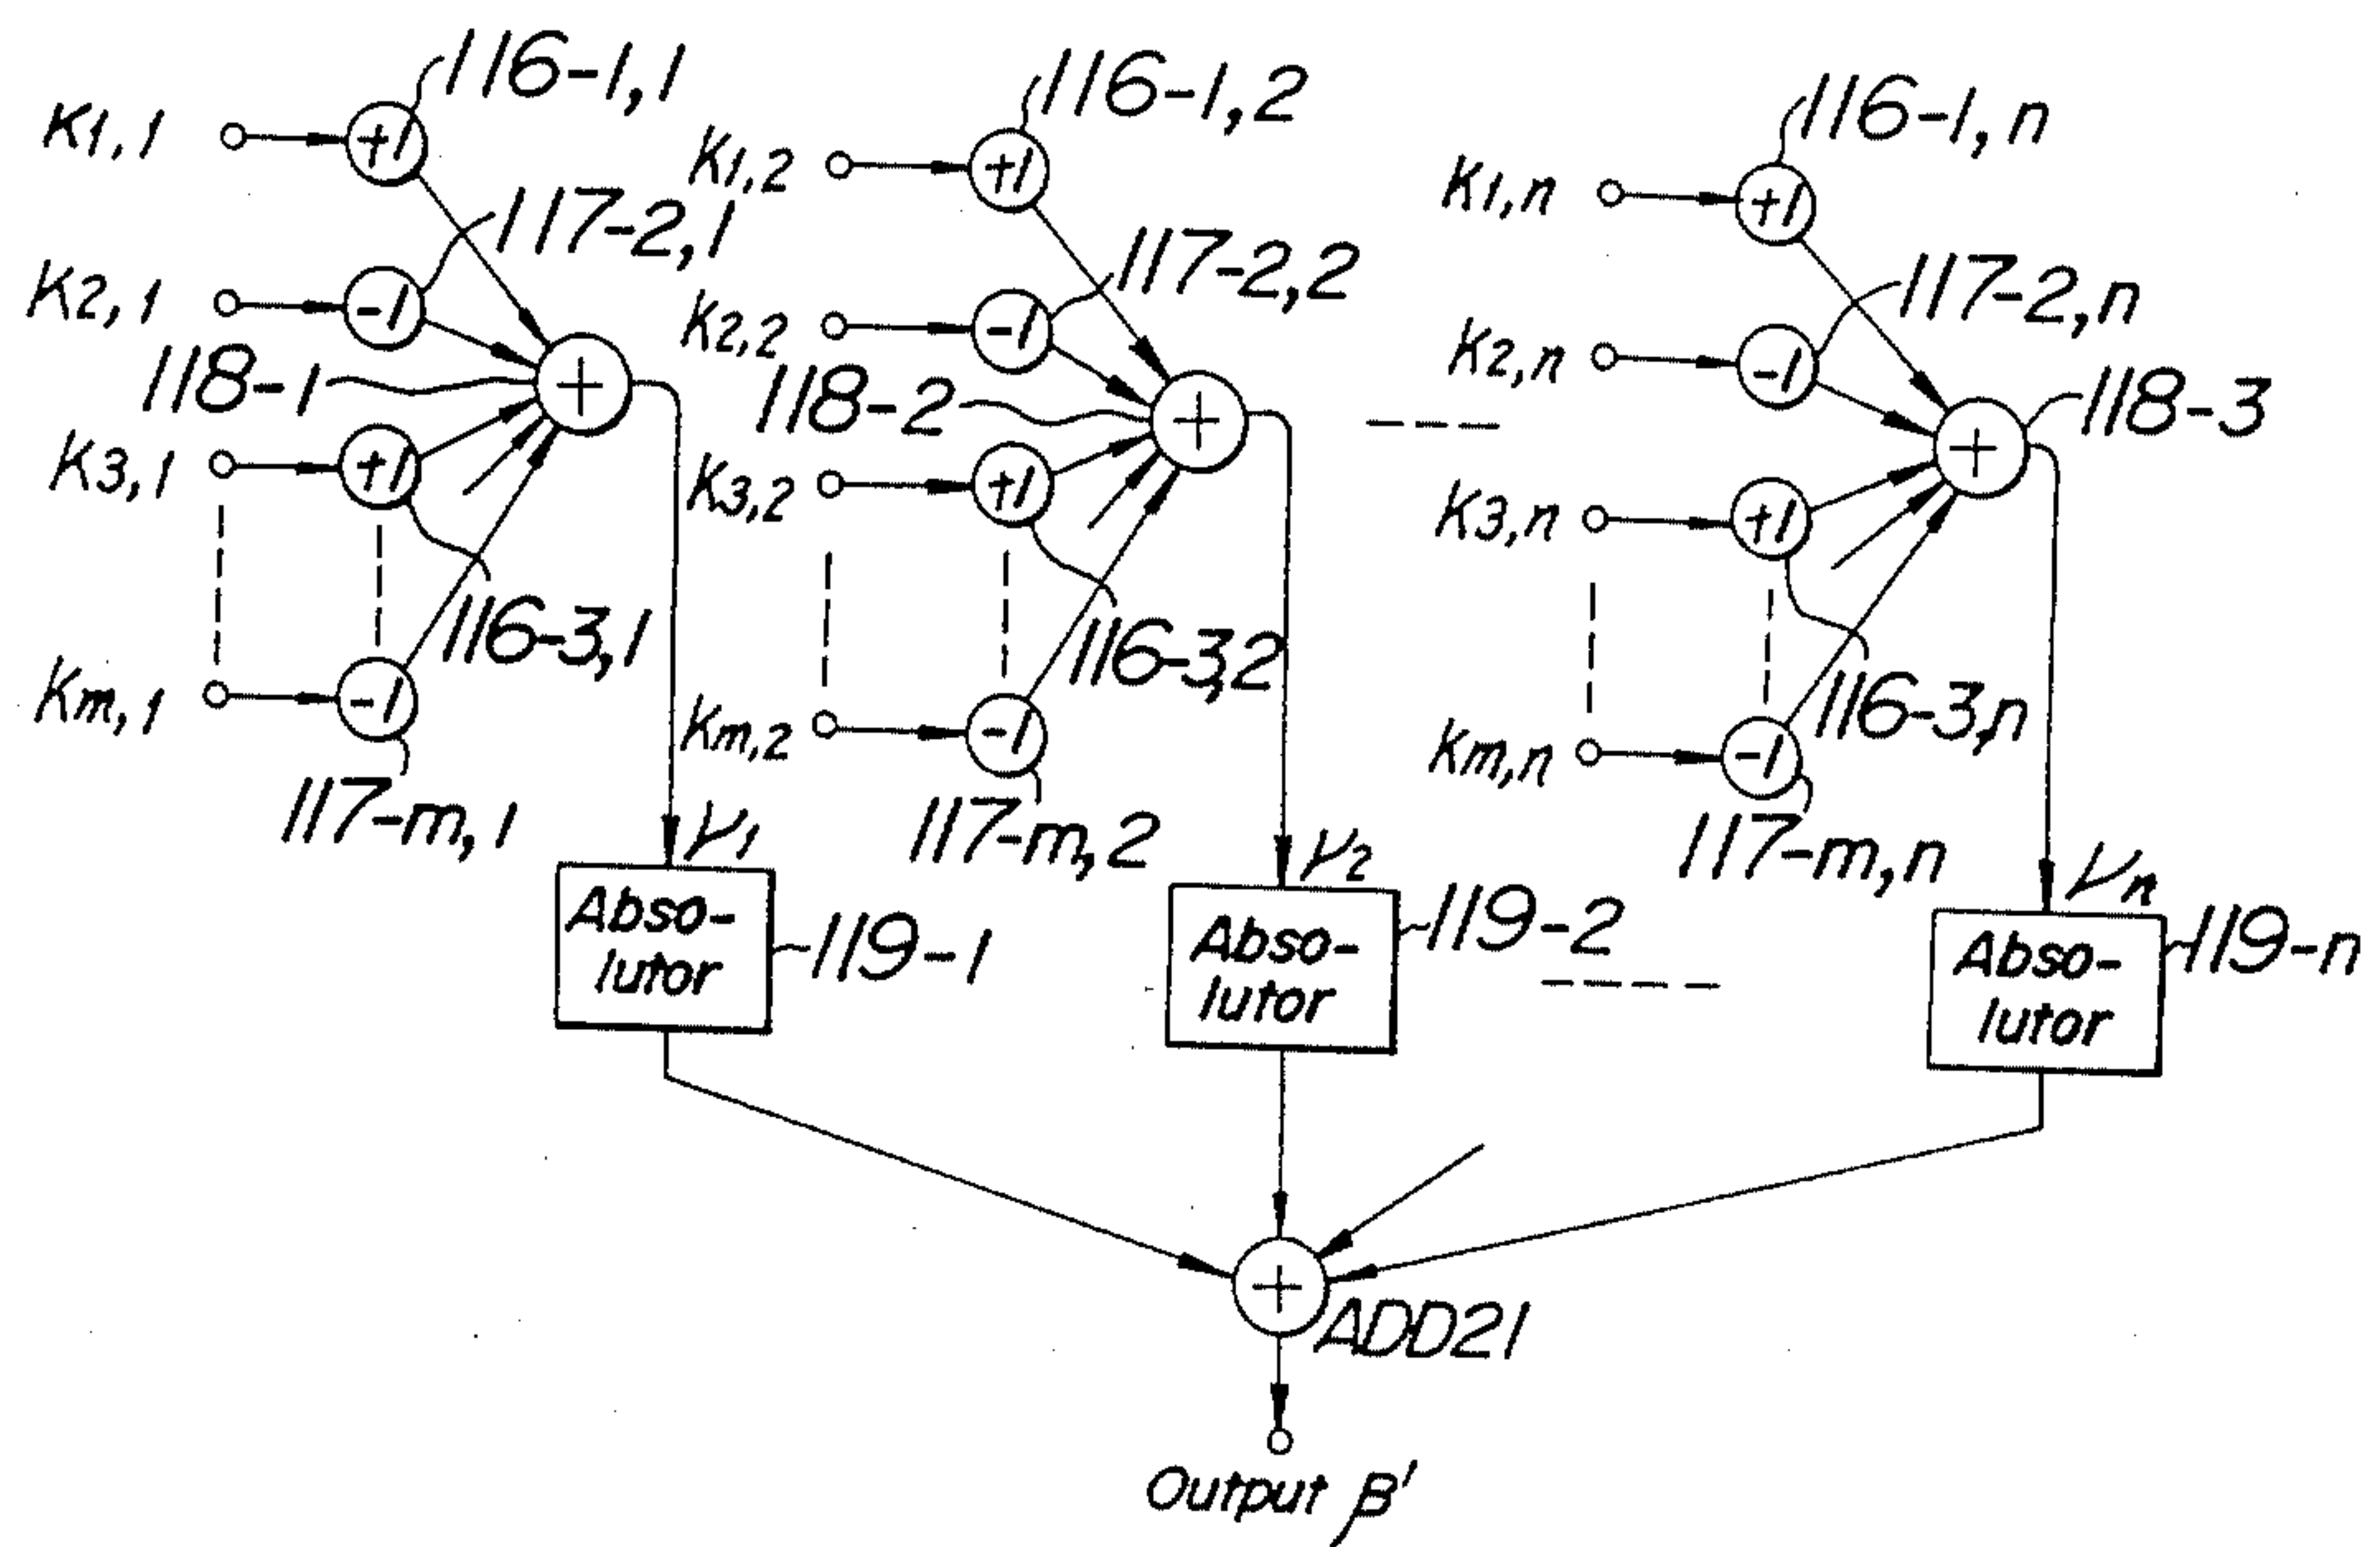 116-1,1
116-1,2
116-1,n
K1,1
+1
K1,2
+1
K1,n
+1
117-2,1
117-2,2
117-2,n
K2,1
-1
K2,2
-1
K2,n
-1
118-1
+
118-2
+
118-3
+
K3,1
+1
K3,2
+1
K3,n
+1
116-3,1
116-3,2
116-3,n
Km,1
-1
Km,2
-1
Km,n
-1
117-m,1
117-m,2
117-m,n
γ1
γ2
γn
Abso-
lutor
119-1
Abso-
lutor
119-2
Abso-
lutor
119-n
+
ADD21
Output β'